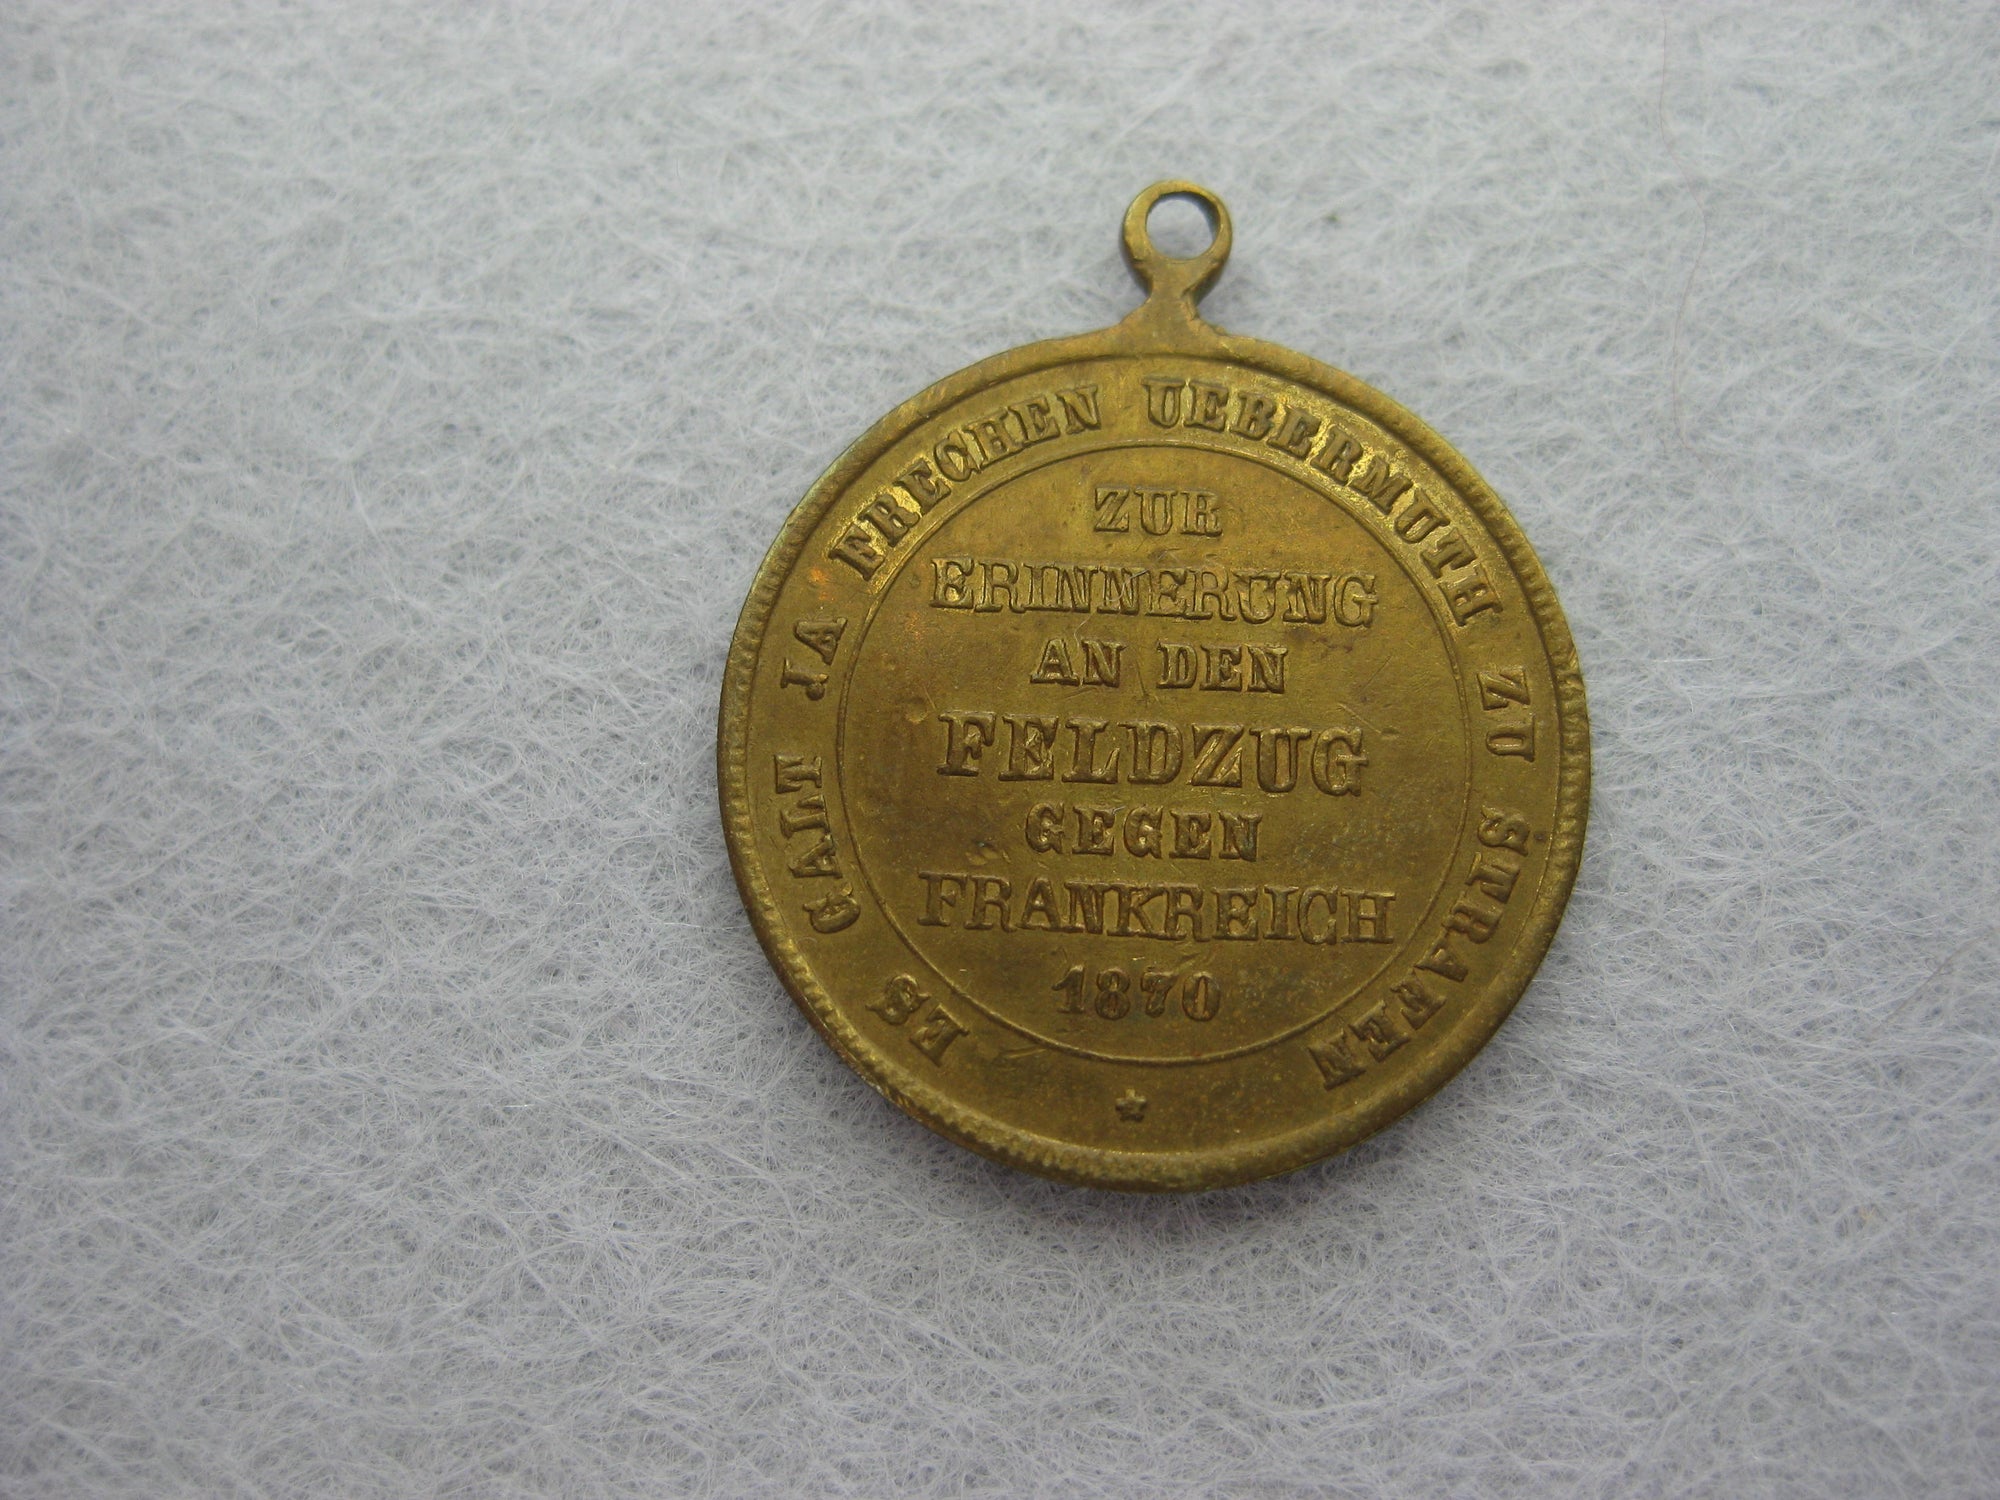 ES GALT JA FRECHEN UEBERMUTH ZU STRAFEN
ZUR
ERINNERUNG
AN DEN
FELDZUG
GEGEN
FRANKREICH
1870